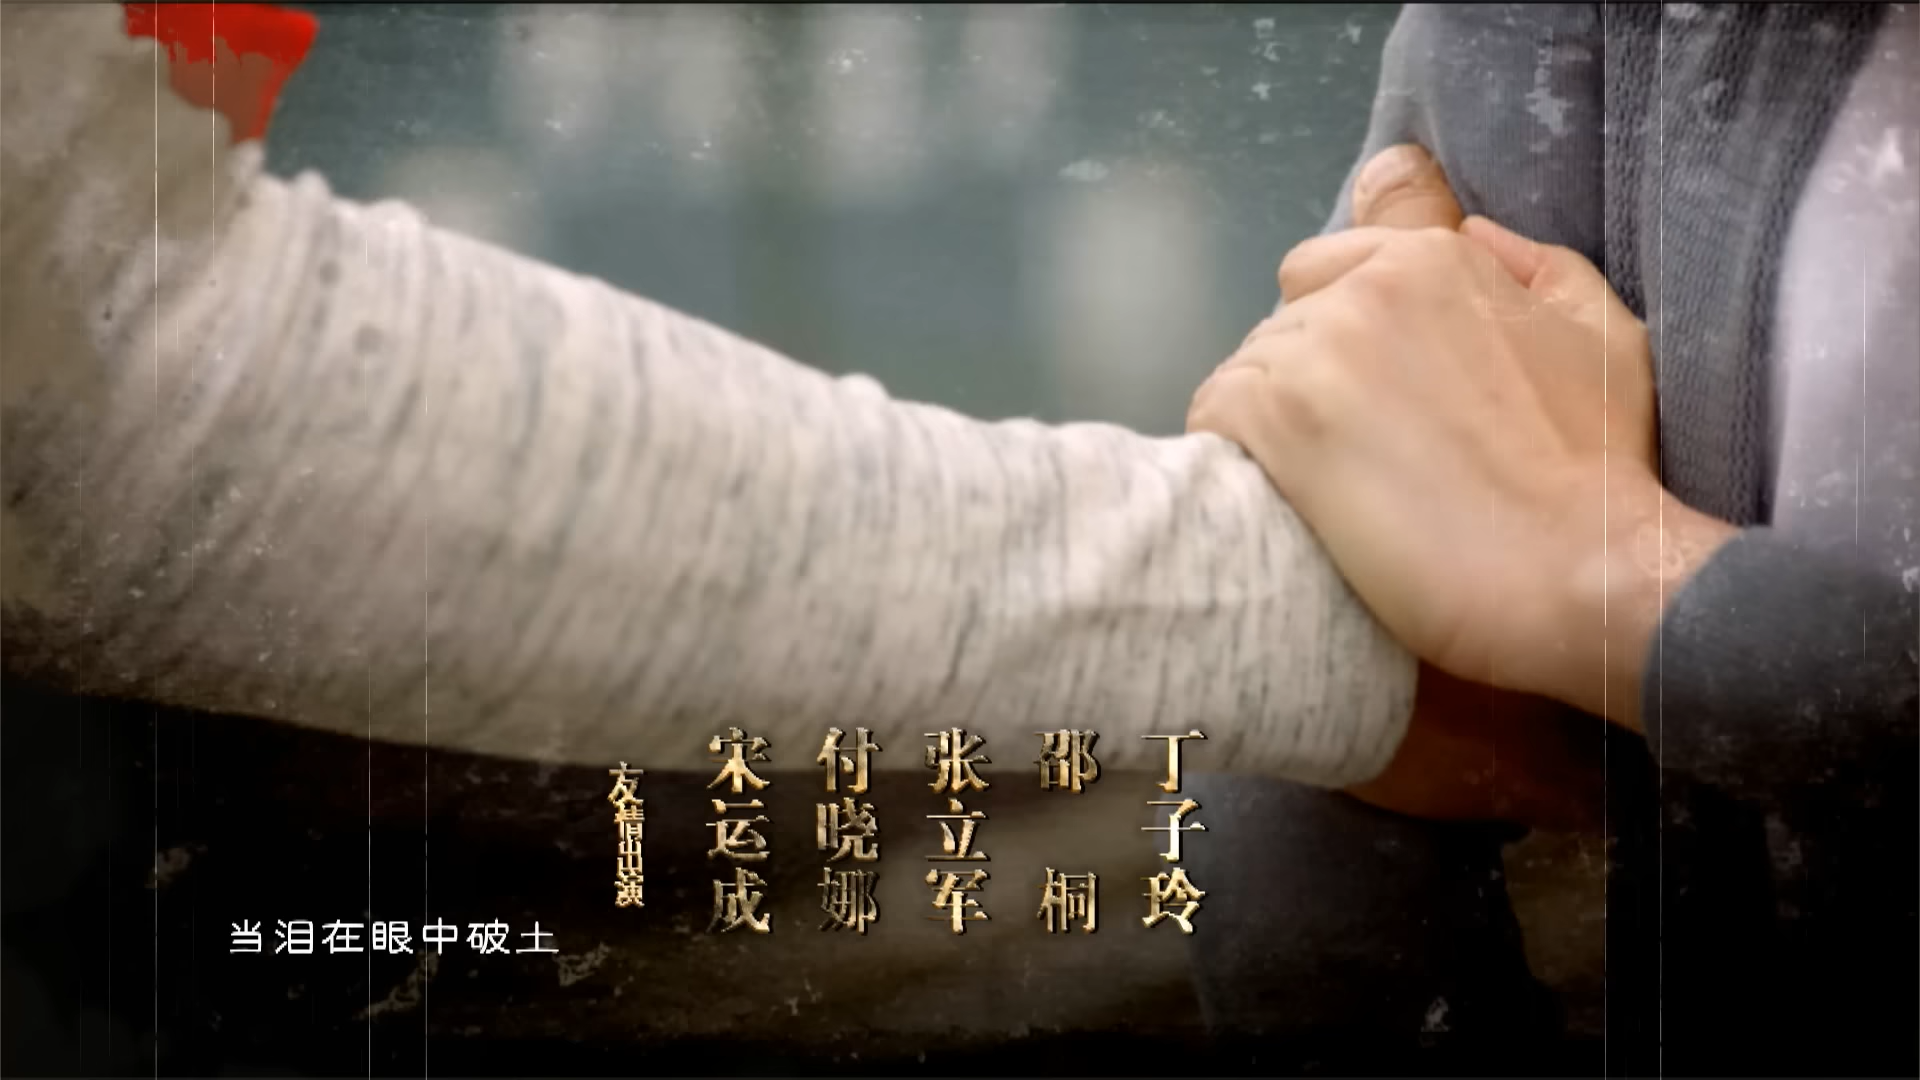 丁子玲
邵桐
张立军
付晓娜
宋运成
友情出演
当泪在眼中破土